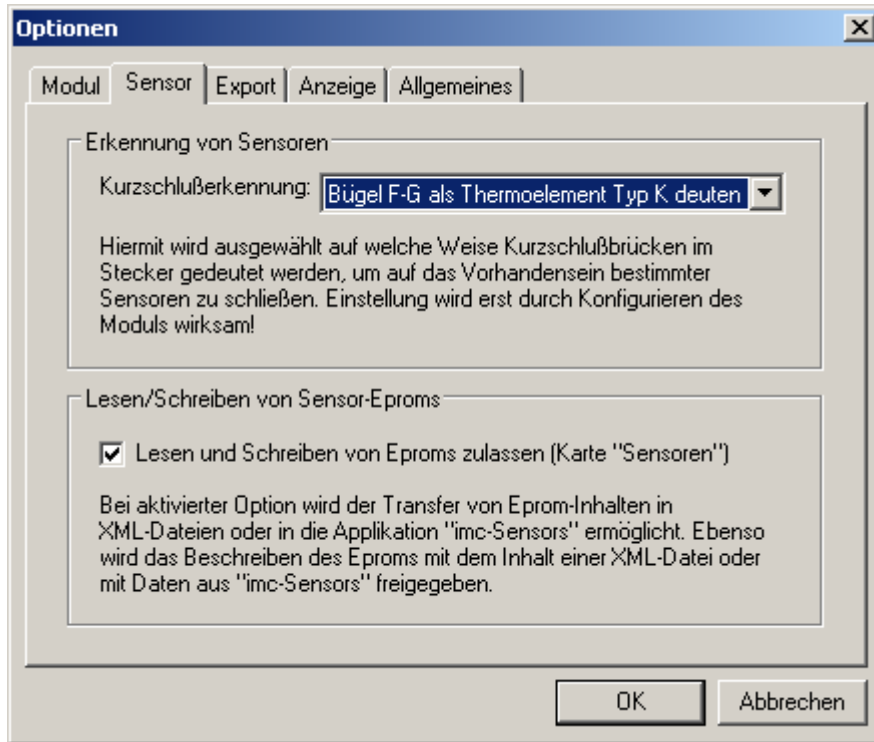 Optionen
Modul Sensor Export Anzeige Allgemeines
Erkennung von Sensoren
Kurzschlußerkennung: Bügel F-G als Thermoelement Typ K deuten
Hiermit wird ausgewählt auf welche Weise Kurzschlußbrücken im
Stecker gedeutet werden, um auf das Vorhandensein bestimmter
Sensoren zu schließen. Einstellung wird erst durch Konfigurieren des
Moduls wirksam!
Lesen/Schreiben von Sensor-Eproms
Lesen und Schreiben von Eproms zulassen (Karte "Sensoren")
Bei aktivierter Option wird der Transfer von Eprom-Inhalten in
XML-Dateien oder in die Applikation "imc-Sensors" ermöglicht. Ebenso
wird das Beschreiben des Eproms mit dem Inhalt einer XML-Datei oder
mit Daten aus "imc-Sensors" freigegeben.
OK Abbrechen